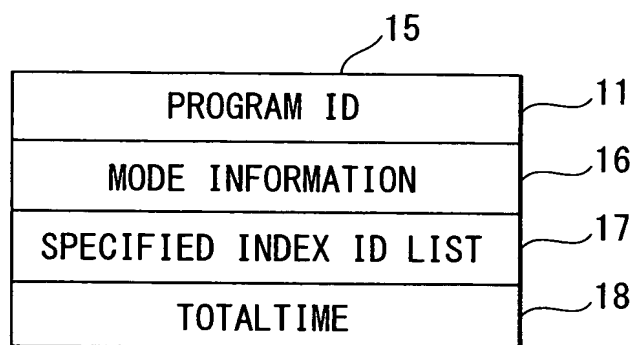 15
PROGRAM ID 11
MODE INFORMATION 16
SPECIFIED INDEX ID LIST 17
TOTALTIME 18